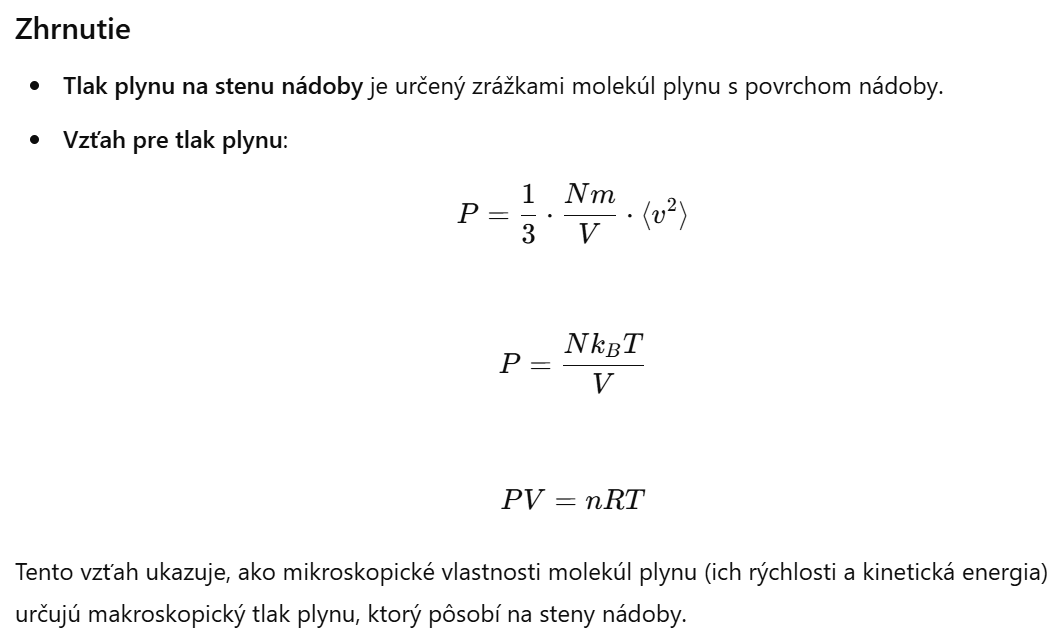 Zhrnutie
• Tlak plynu na stenu nádoby je určený zrážkami molekúl plynu s povrchom nádoby.
• Vzťah pre tlak plynu:
P = 1/3 · Nm/V · ⟨v²⟩
P = Nk_BT/V
PV = nRT
Tento vzťah ukazuje, ako mikroskopické vlastnosti molekúl plynu (ich rýchlosti a kinetická energia)
určujú makroskopický tlak plynu, ktorý pôsobí na steny nádoby.